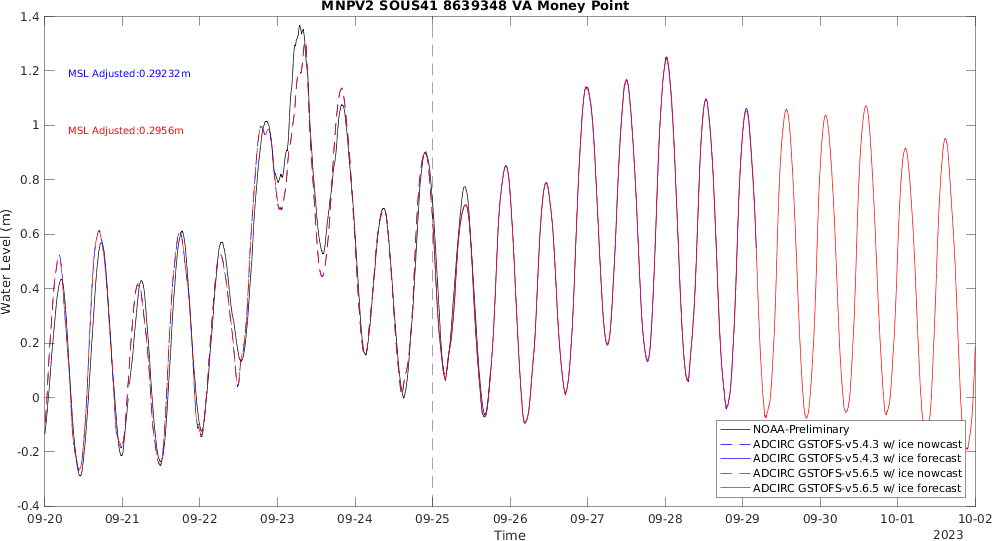 MNPV2 SOUS41 8639348 VA Money Point
MSL Adjusted:0.29232m
MSL Adjusted:0.2956m
Water Level (m)
1.4
1.2
1
0.8
0.6
0.4
0.2
0
-0.2
-0.4
NOAA-Preliminary
ADCIRC GSTOFS-v5.4.3 w/ ice nowcast
ADCIRC GSTOFS-v5.4.3 w/ ice forecast
ADCIRC GSTOFS-v5.6.5 w/ ice nowcast
ADCIRC GSTOFS-v5.6.5 w/ ice forecast
09-20 09-21 09-22 09-23 09-24 09-25 09-26 09-27 09-28 09-29 09-30 10-01 10-02
Time
2023